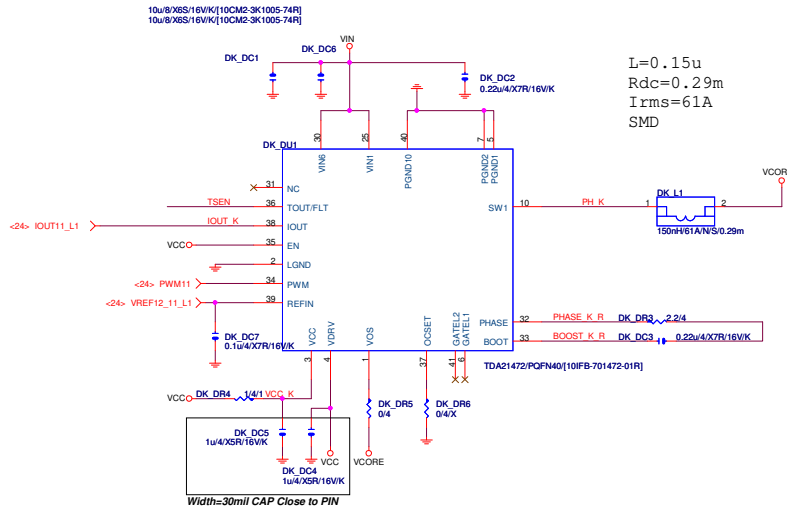 10u/8/X6S/16V/K/[10CM2-3K1005-74R]
10u/8/X6S/16V/K/[10CM2-3K1005-74R]
VIN
DK_DC1
DK_DC6
DK_DC2
0.22u/4/X7R/16V/K
L=0.15u
Rdc=0.29m
Irms=61A
SMD
DK_DU1
30
25
40
7
5
VIN6
VIN1
PGND10
PGND2
PGND1
31
NC
TSEN
36
TOUT/FLT
<24> IOUT11_L1
IOUT_K
38
IOUT
VCC
35
EN
2
LGND
<24> PWM11
34
PWM
<24> VREF12_11_L1
39
REFIN
SW1
10
PH_K
DK_L1
1
2
150nH/61A/N/S/0.29m
VCOR
PHASE
32
PHASE_K_R
DK_DR3
2.2/4
BOOT
33
BOOST_K_R
DK_DC3
0.22u/4/X7R/16V/K
DK_DC7
0.1u/4/X7R/16V/K
VCC
VDRV
VOS
OCSET
GATEL2
GATEL1
3
4
1
37
41
6
TDA21472/PQFN40/[10IFB-701472-01R]
VCC
DK_DR4
1/4/1
VCC_K
DK_DR5
0/4
DK_DR6
0/4/X
DK_DC5
1u/4/X5R/16V/K
DK_DC4
1u/4/X5R/16V/K
VCC
VCORE
Width=30mil CAP Close to PIN